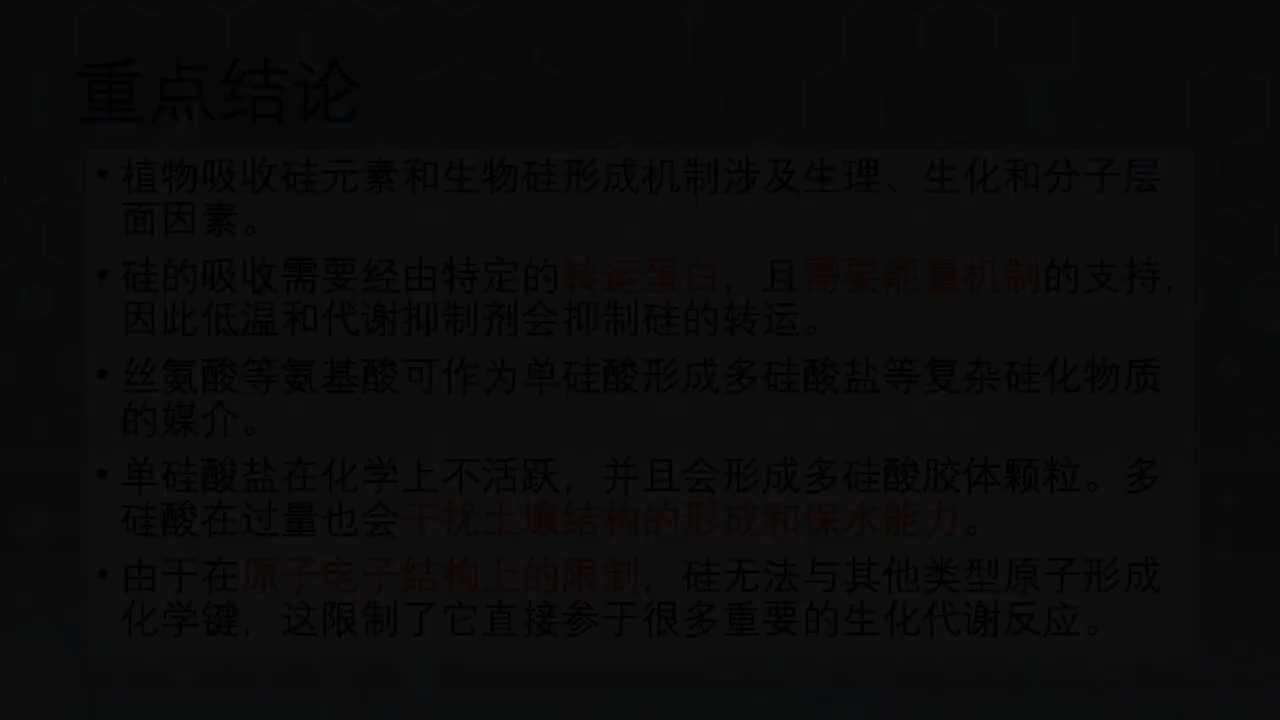 重点结论
• 植物吸收硅元素和生物硅形成机制涉及生理、生化和分子层
面因素。
• 硅的吸收需要经由特定的转运蛋白，且需要能量机制的支持，
因此低温和代谢抑制剂会抑制硅的转运。
• 丝氨酸等氨基酸可作为单硅酸形成多硅酸盐等复杂硅化物质
的媒介。
• 单硅酸盐在化学上不活跃，并且会形成多硅酸胶体颗粒。多
硅酸在过量也会干扰土壤结构的形成和保水能力。
• 由于在原子电子结构上的限制，硅无法与其他类型原子形成
化学键，这限制了它直接参于很多重要的生化代谢反应。